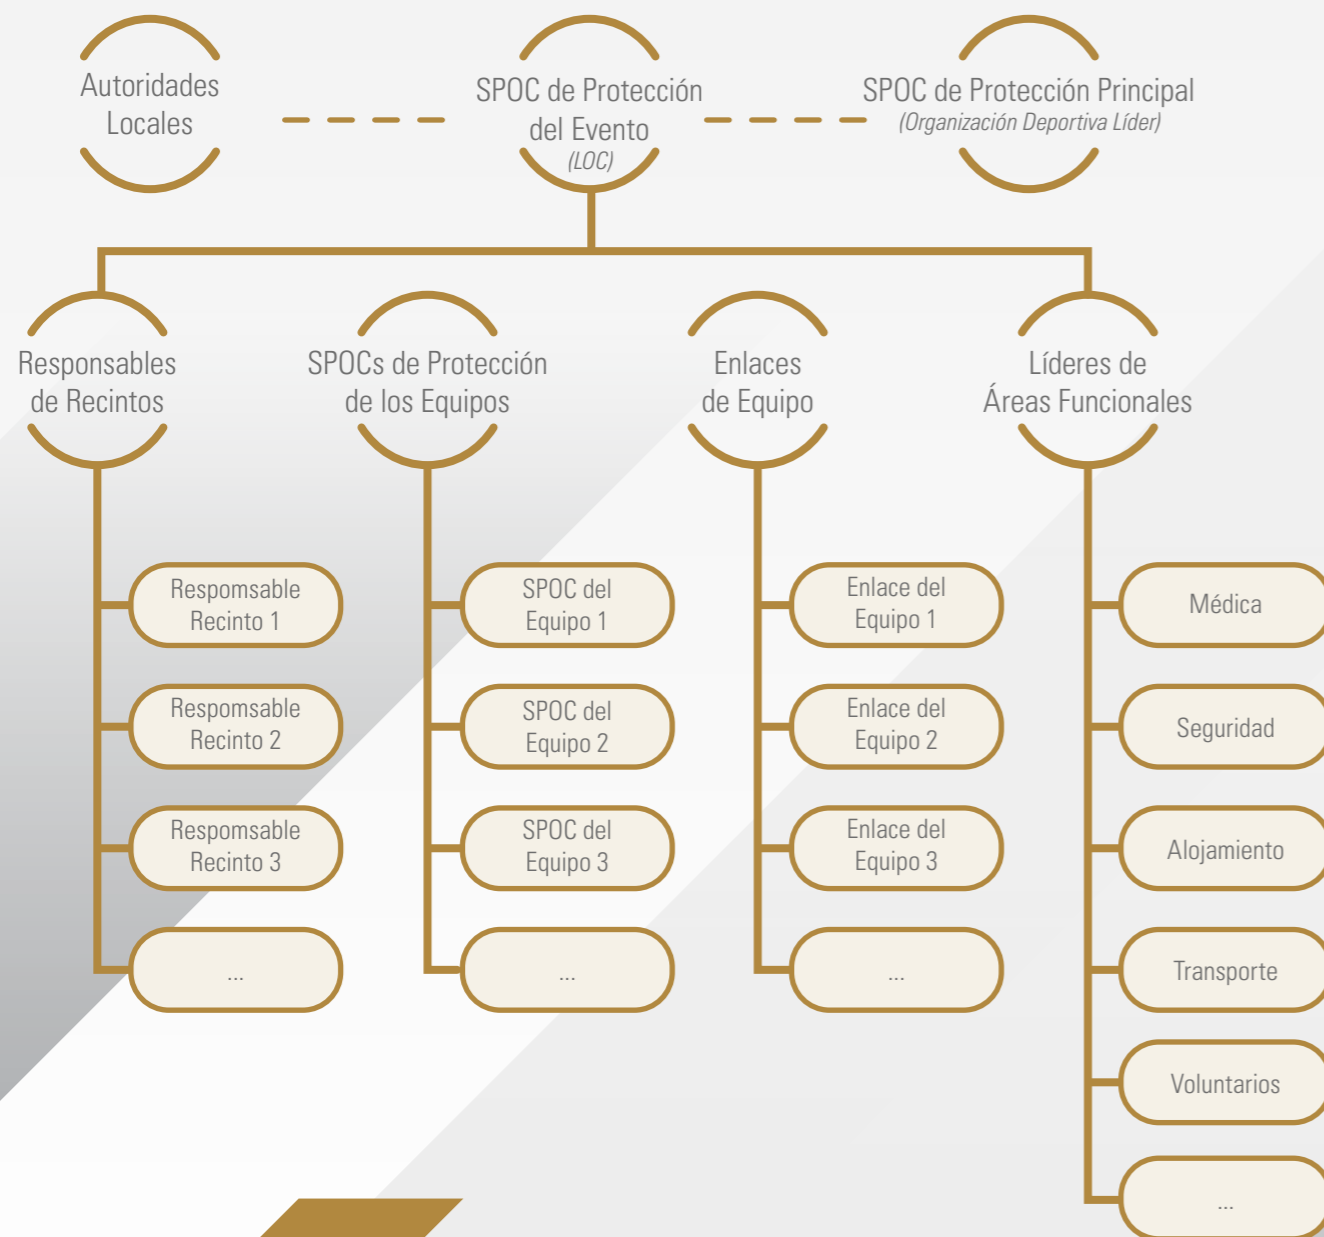 Autoridades
Locales
SPOC de Protección
del Evento
(LOC)
SPOC de Protección Principal
(Organización Deportiva Líder)
Responsables
de Recintos
SPOCs de Protección
de los Equipos
Enlaces
de Equipo
Líderes de
Áreas Funcionales
Respomsable
Recinto 1
Respomsable
Recinto 2
Respomsable
Recinto 3
...
SPOC del
Equipo 1
SPOC del
Equipo 2
SPOC del
Equipo 3
...
Enlace del
Equipo 1
Enlace del
Equipo 2
Enlace del
Equipo 3
...
Médica
Seguridad
Alojamiento
Transporte
Voluntarios
...